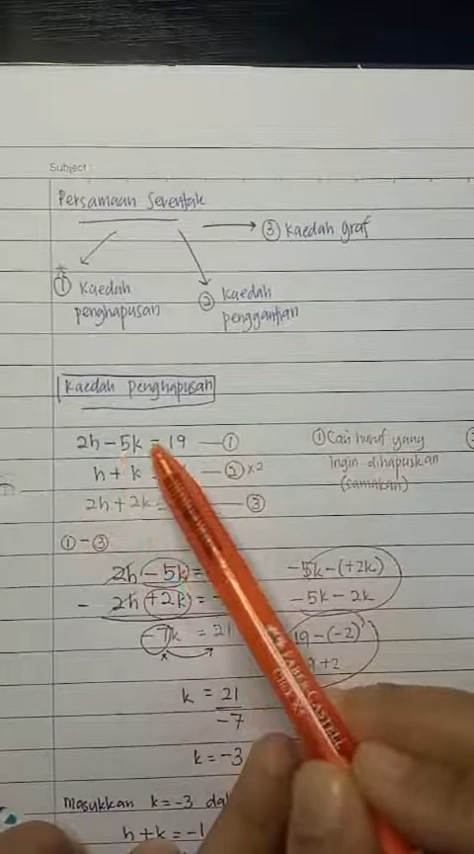 Subject:
Persamaan Serentak
③ Kaedah graf
① Kaedah
penghapusan
② Kaedah
penggantian
Kaedah penghapusan
2h - 5k = 19 — ①
h + k = — ② ×2
2h + 2k = — ③
① Cari huruf yang
ingin dihapuskan
(samakan)
① - ③
2h - 5k =
- 2h + 2k = -
-7k = 21
-5k - (+2k)
-5k - 2k
19 - (-2)
+ 2
k = 21
-7
k = -3
Masukkan k = -3
h + k = -1